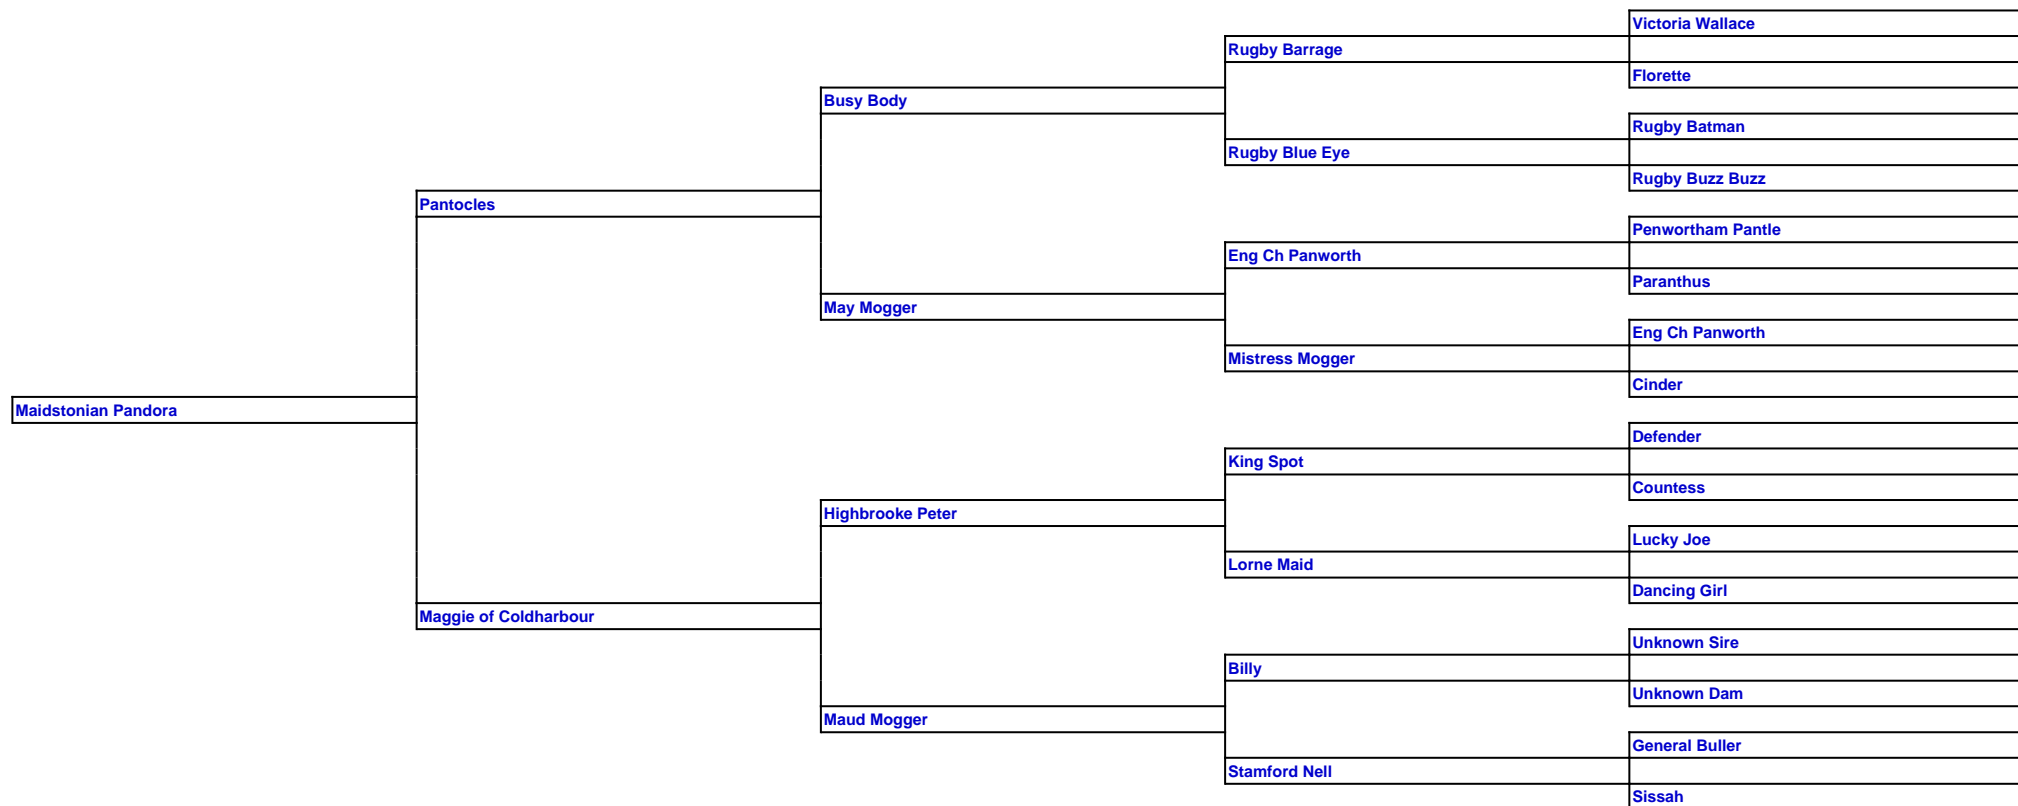 Victoria Wallace
Rugby Barrage
Florette
Busy Body
Rugby Batman
Rugby Blue Eye
Rugby Buzz Buzz
Pantocles
Penwortham Pantle
Eng Ch Panworth
Paranthus
May Mogger
Eng Ch Panworth
Mistress Mogger
Cinder
Maidstonian Pandora
Defender
King Spot
Countess
Highbrooke Peter
Lucky Joe
Lorne Maid
Dancing Girl
Maggie of Coldharbour
Unknown Sire
Billy
Unknown Dam
Maud Mogger
General Buller
Stamford Nell
Sissah